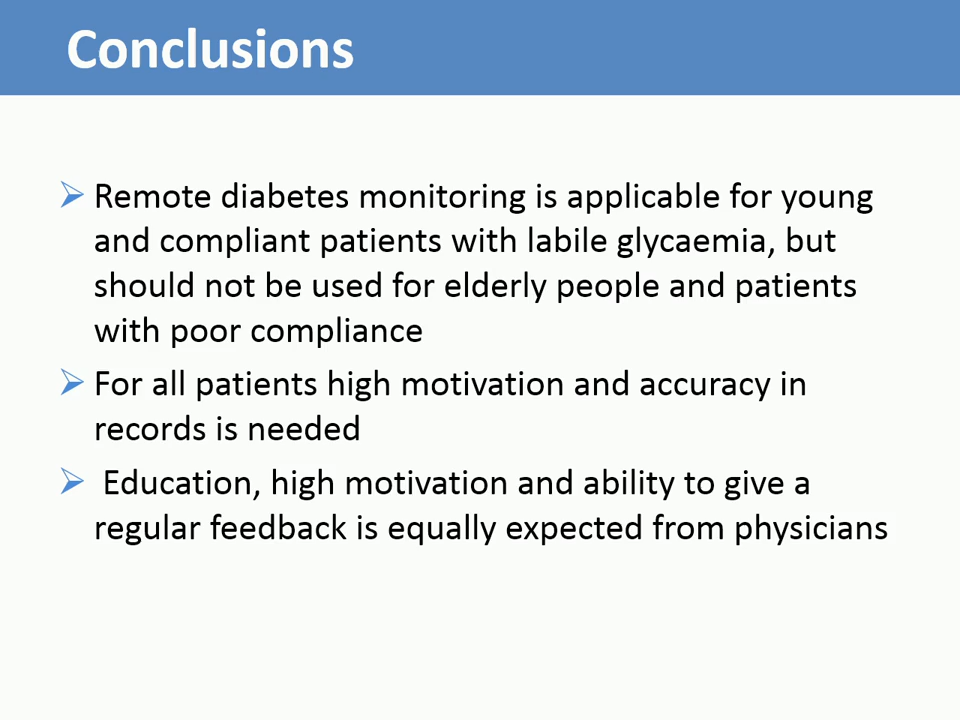 Conclusions
Remote diabetes monitoring is applicable for young
and compliant patients with labile glycaemia, but
should not be used for elderly people and patients
with poor compliance
For all patients high motivation and accuracy in
records is needed
Education, high motivation and ability to give a
regular feedback is equally expected from physicians